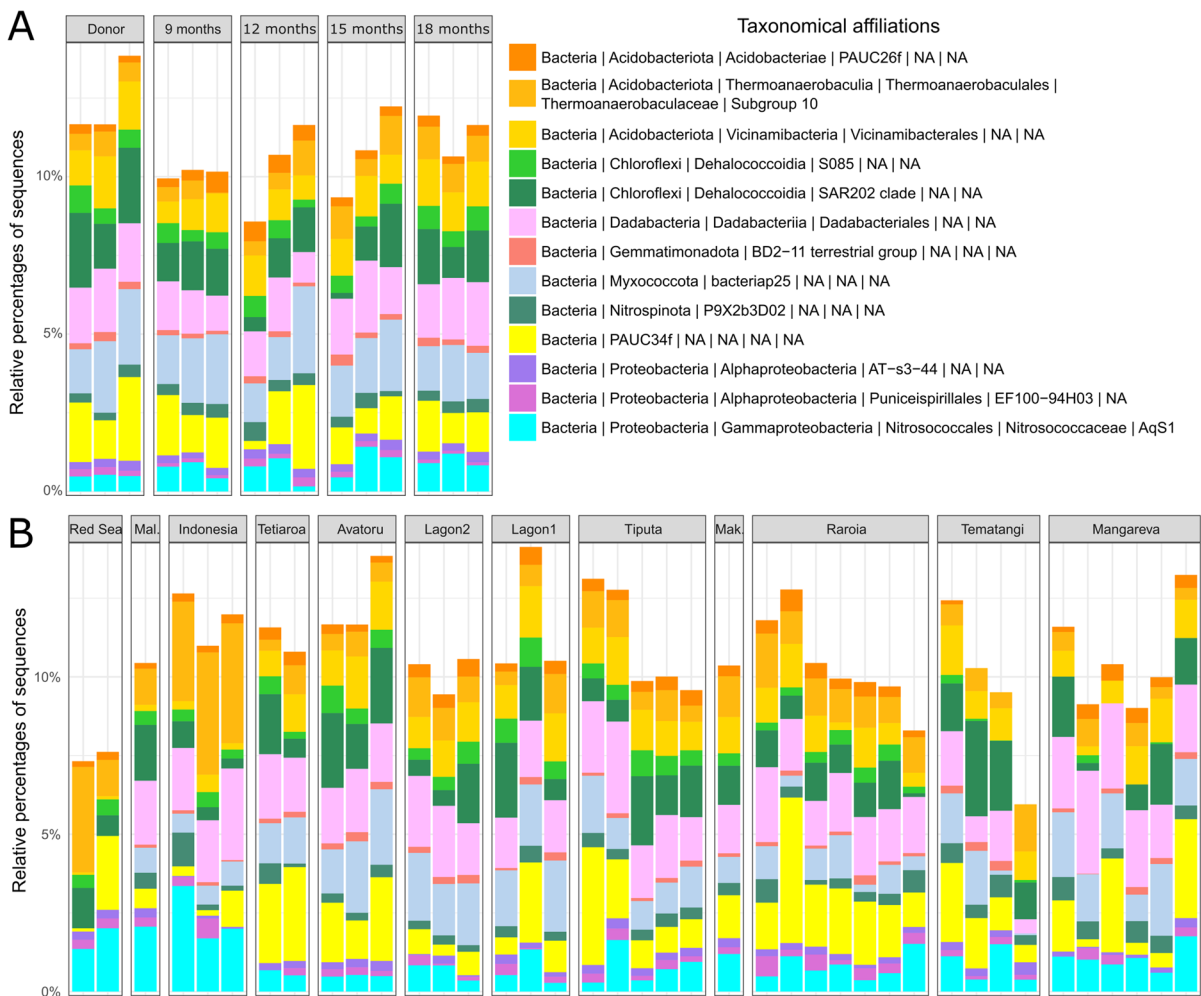 A
Donor
9 months
12 months
15 months
18 months
Relative percentages of sequences
10%
5%
0%
Taxonomical affiliations
Bacteria | Acidobacteriota | Acidobacteriae | PAUC26f | NA | NA
Bacteria | Acidobacteriota | Thermoanaerobaculia | Thermoanaerobaculales |
Thermoanaerobaculaceae | Subgroup 10
Bacteria | Acidobacteriota | Vicinamibacteria | Vicinamibacterales | NA | NA
Bacteria | Chloroflexi | Dehalococcoidia | S085 | NA | NA
Bacteria | Chloroflexi | Dehalococcoidia | SAR202 clade | NA | NA
Bacteria | Dadabacteria | Dadabacteriia | Dadabacteriales | NA | NA
Bacteria | Gemmatimonadota | BD2−11 terrestrial group | NA | NA | NA
Bacteria | Myxococcota | bacteriap25 | NA | NA | NA
Bacteria | Nitrospinota | P9X2b3D02 | NA | NA | NA
Bacteria | PAUC34f | NA | NA | NA | NA
Bacteria | Proteobacteria | Alphaproteobacteria | AT−s3−44 | NA | NA
Bacteria | Proteobacteria | Alphaproteobacteria | Puniceispirillales | EF100−94H03 | NA
Bacteria | Proteobacteria | Gammaproteobacteria | Nitrosococcales | Nitrosococcaceae | AqS1
B
Red Sea
Mal.
Indonesia
Tetiaroa
Avatoru
Lagon2
Lagon1
Tiputa
Mak.
Raroia
Tematangi
Mangareva
Relative percentages of sequences
10%
5%
0%